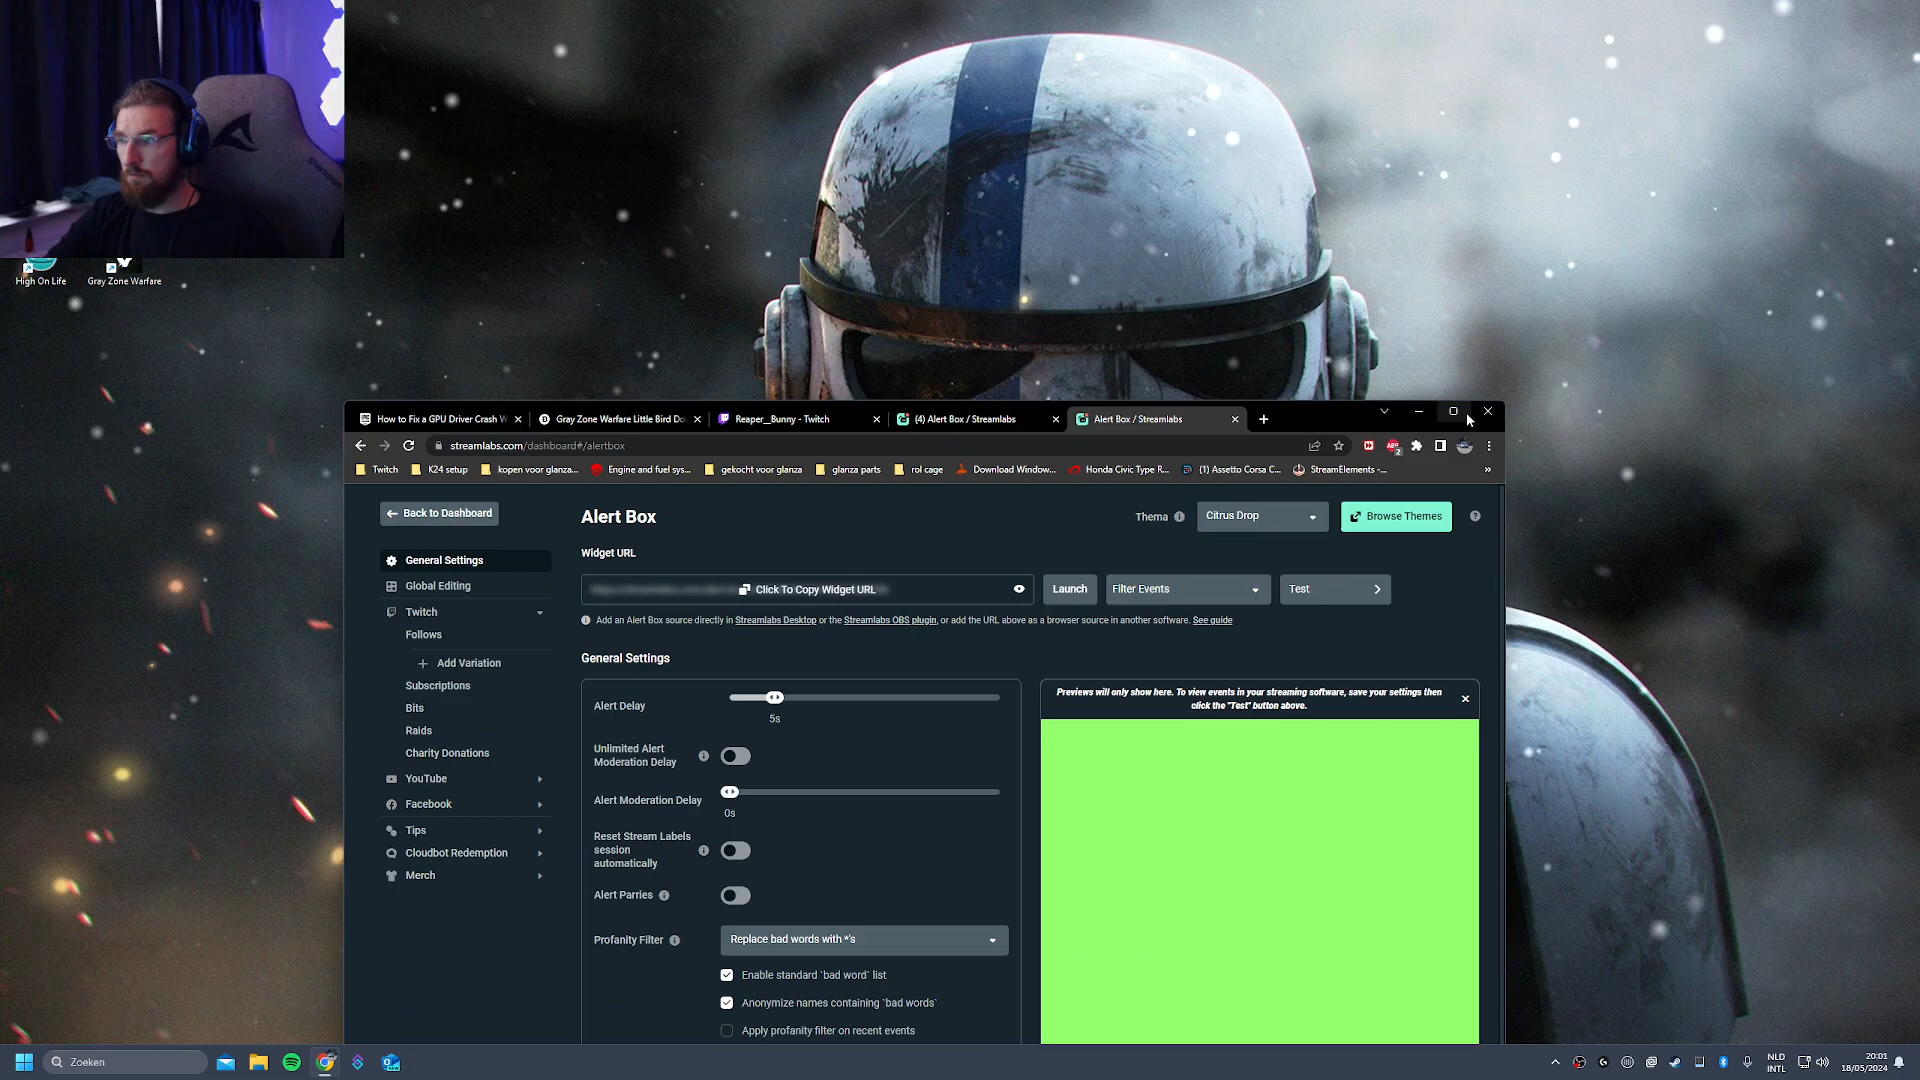 High On Life
Gray Zone Warfare
How to Fix a GPU Driver Crash W
Gray Zone Warfare Little Bird Do
Reaper__Bunny - Twitch
(4) Alert Box / Streamlabs
Alert Box / Streamlabs
streamlabs.com/dashboard#/alertbox
Twitch
K24 setup
kopen voor glanza...
Engine and fuel sys...
gekocht voor glanza
glanza parts
rol cage
Download Window...
Honda Civic Type R...
(1) Assetto Corsa C...
StreamElements -...
»
Back to Dashboard
Alert Box
Thema
Citrus Drop
Browse Themes
Widget URL
Click To Copy Widget URL
Launch
Filter Events
Test
Add an Alert Box source directly in Streamlabs Desktop or the Streamlabs OBS plugin, or add the URL above as a browser source in another software. See guide
General Settings
Global Editing
Twitch
Follows
Add Variation
Subscriptions
Bits
Raids
Charity Donations
YouTube
Facebook
Tips
Cloudbot Redemption
Merch
General Settings
Alert Delay
5s
Unlimited Alert
Moderation Delay
Alert Moderation Delay
0s
Reset Stream Labels
session
automatically
Alert Parries
Profanity Filter
Replace bad words with *'s
Enable standard `bad word` list
Anonymize names containing `bad words`
Apply profanity filter on recent events
Previews will only show here. To view events in your streaming software, save your settings then
click the "Test" button above.
Zoeken
NLD
INTL
20:01
18/05/2024